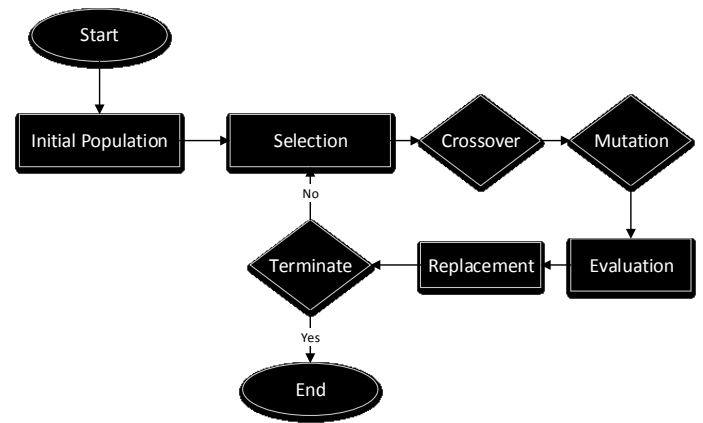 Start
Initial Population
Selection
Crossover
Mutation
No
Terminate
Replacement
Evaluation
Yes
End